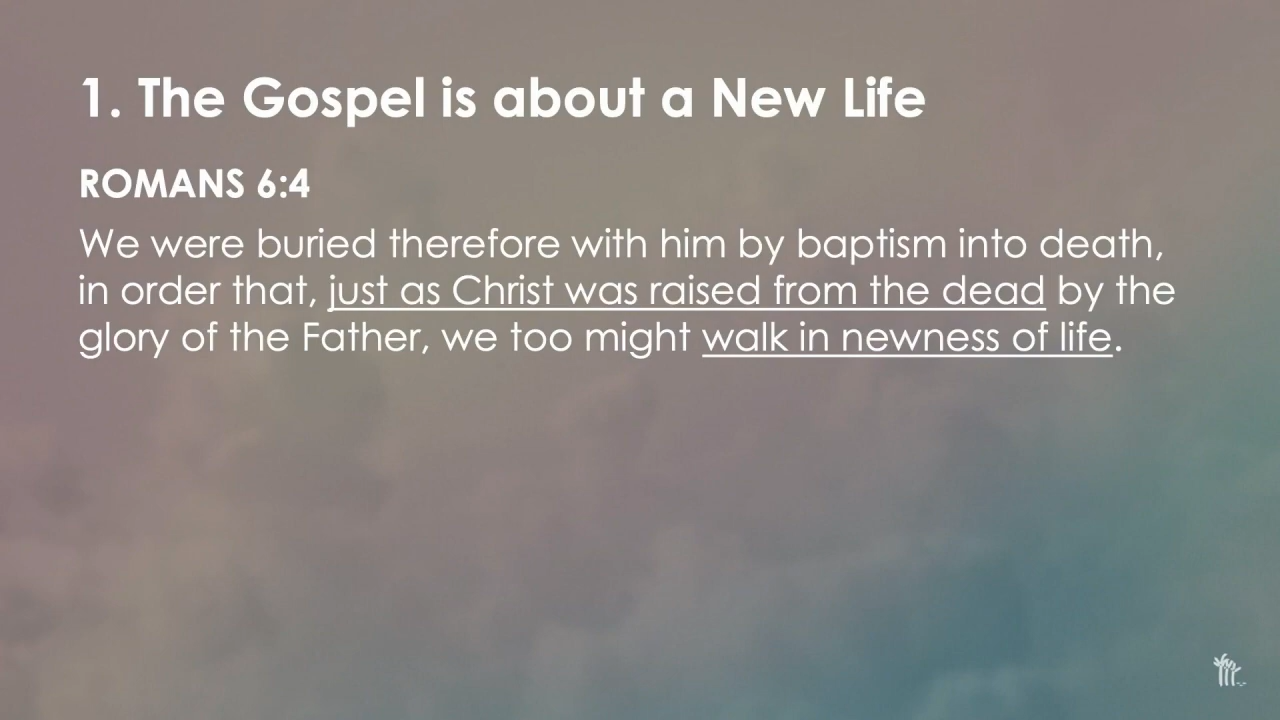 1. The Gospel is about a New Life
ROMANS 6:4
We were buried therefore with him by baptism into death,
in order that, just as Christ was raised from the dead by the
glory of the Father, we too might walk in newness of life.